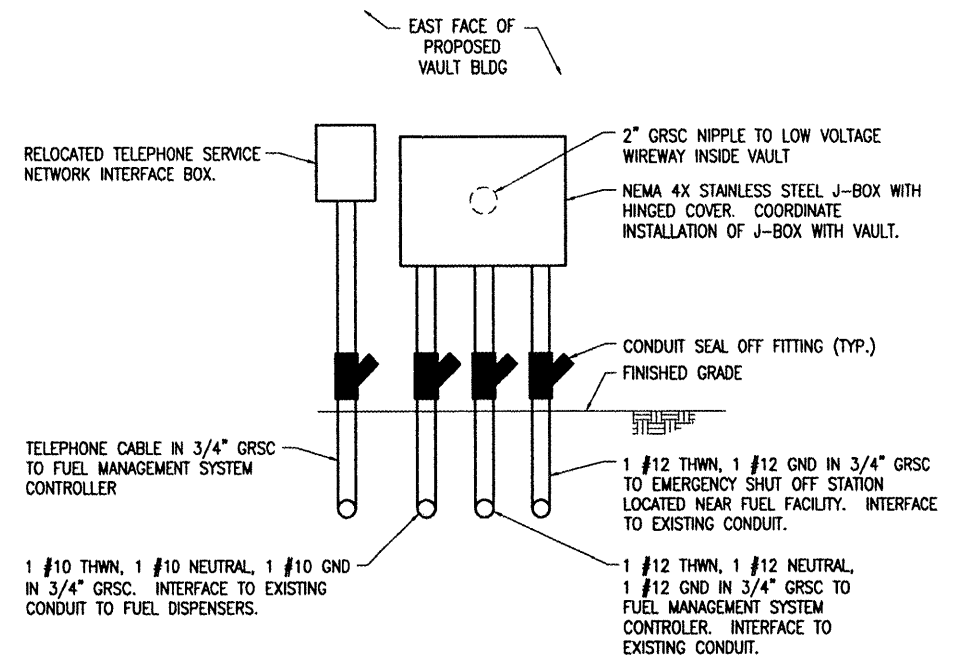 EAST FACE OF
PROPOSED
VAULT BLDG
2" GRSC NIPPLE TO LOW VOLTAGE
WIREWAY INSIDE VAULT
RELOCATED TELEPHONE SERVICE
NETWORK INTERFACE BOX.
NEMA 4X STAINLESS STEEL J-BOX WITH
HINGED COVER. COORDINATE
INSTALLATION OF J-BOX WITH VAULT.
CONDUIT SEAL OFF FITTING (TYP.)
FINISHED GRADE
TELEPHONE CABLE IN 3/4" GRSC
TO FUEL MANAGEMENT SYSTEM
CONTROLLER
1 #12 THWN, 1 #12 GND IN 3/4" GRSC
TO EMERGENCY SHUT OFF STATION
LOCATED NEAR FUEL FACILITY. INTERFACE
TO EXISTING CONDUIT.
1 #10 THWN, 1 #10 NEUTRAL, 1 #10 GND
IN 3/4" GRSC. INTERFACE TO EXISTING
CONDUIT TO FUEL DISPENSERS.
1 #12 THWN, 1 #12 NEUTRAL,
1 #12 GND IN 3/4" GRSC TO
FUEL MANAGEMENT SYSTEM
CONTROLER. INTERFACE TO
EXISTING CONDUIT.